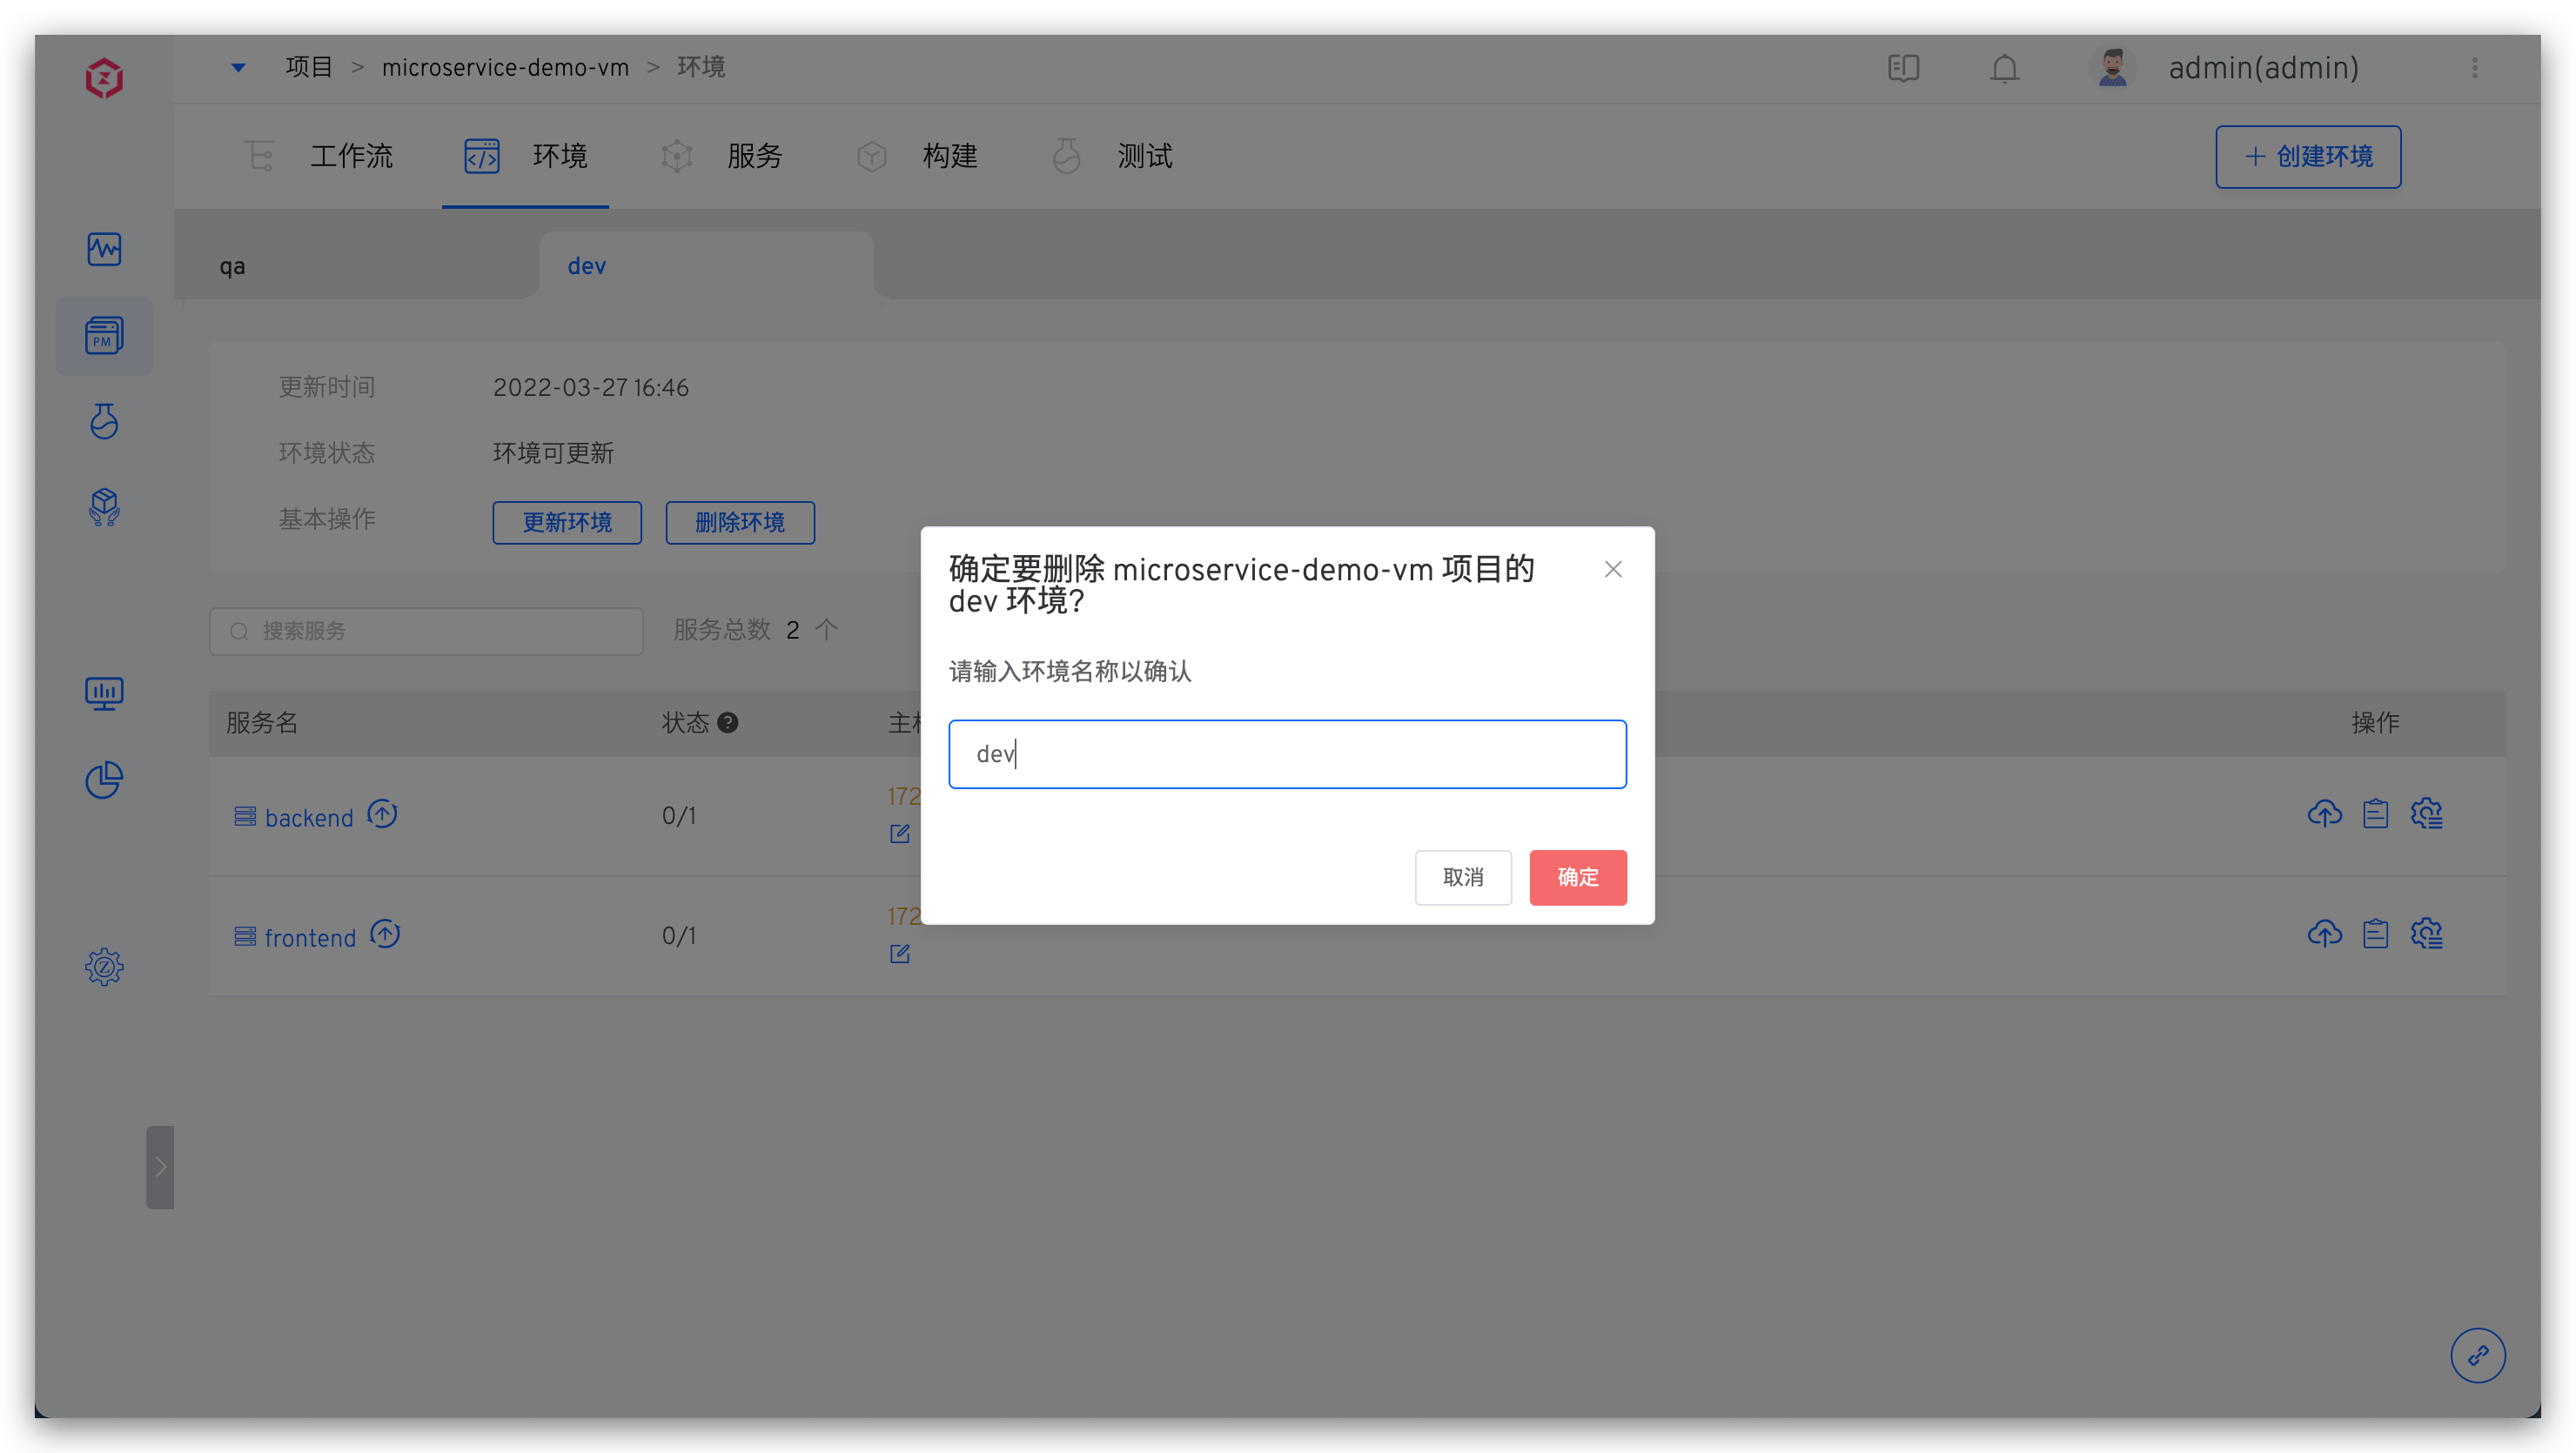 项目 > microservice-demo-vm > 环境
admin(admin)
工作流
环境
服务
构建
测试
+ 创建环境
qa
dev
PM
更新时间 2022-03-27 16:46
环境状态 环境可更新
基本操作 更新环境 删除环境
搜索服务
服务总数 2 个
服务名 状态 ? 操作
backend 0/1 172
frontend 0/1 172
确定要删除 microservice-demo-vm 项目的
dev 环境?
请输入环境名称以确认
dev
取消 确定